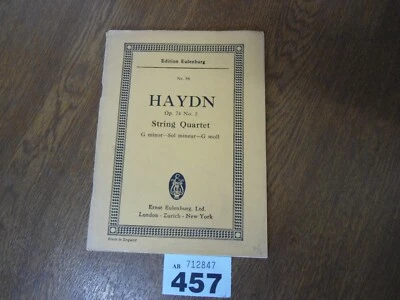 Edition Eulenburg
No. 94
HAYDN
Op. 74 No. 3
String Quartet
G minor—Sol mineur—G moll
Ernst Eulenburg, Ltd.
London - Zurich - New York
Made in England
AB 712847
457